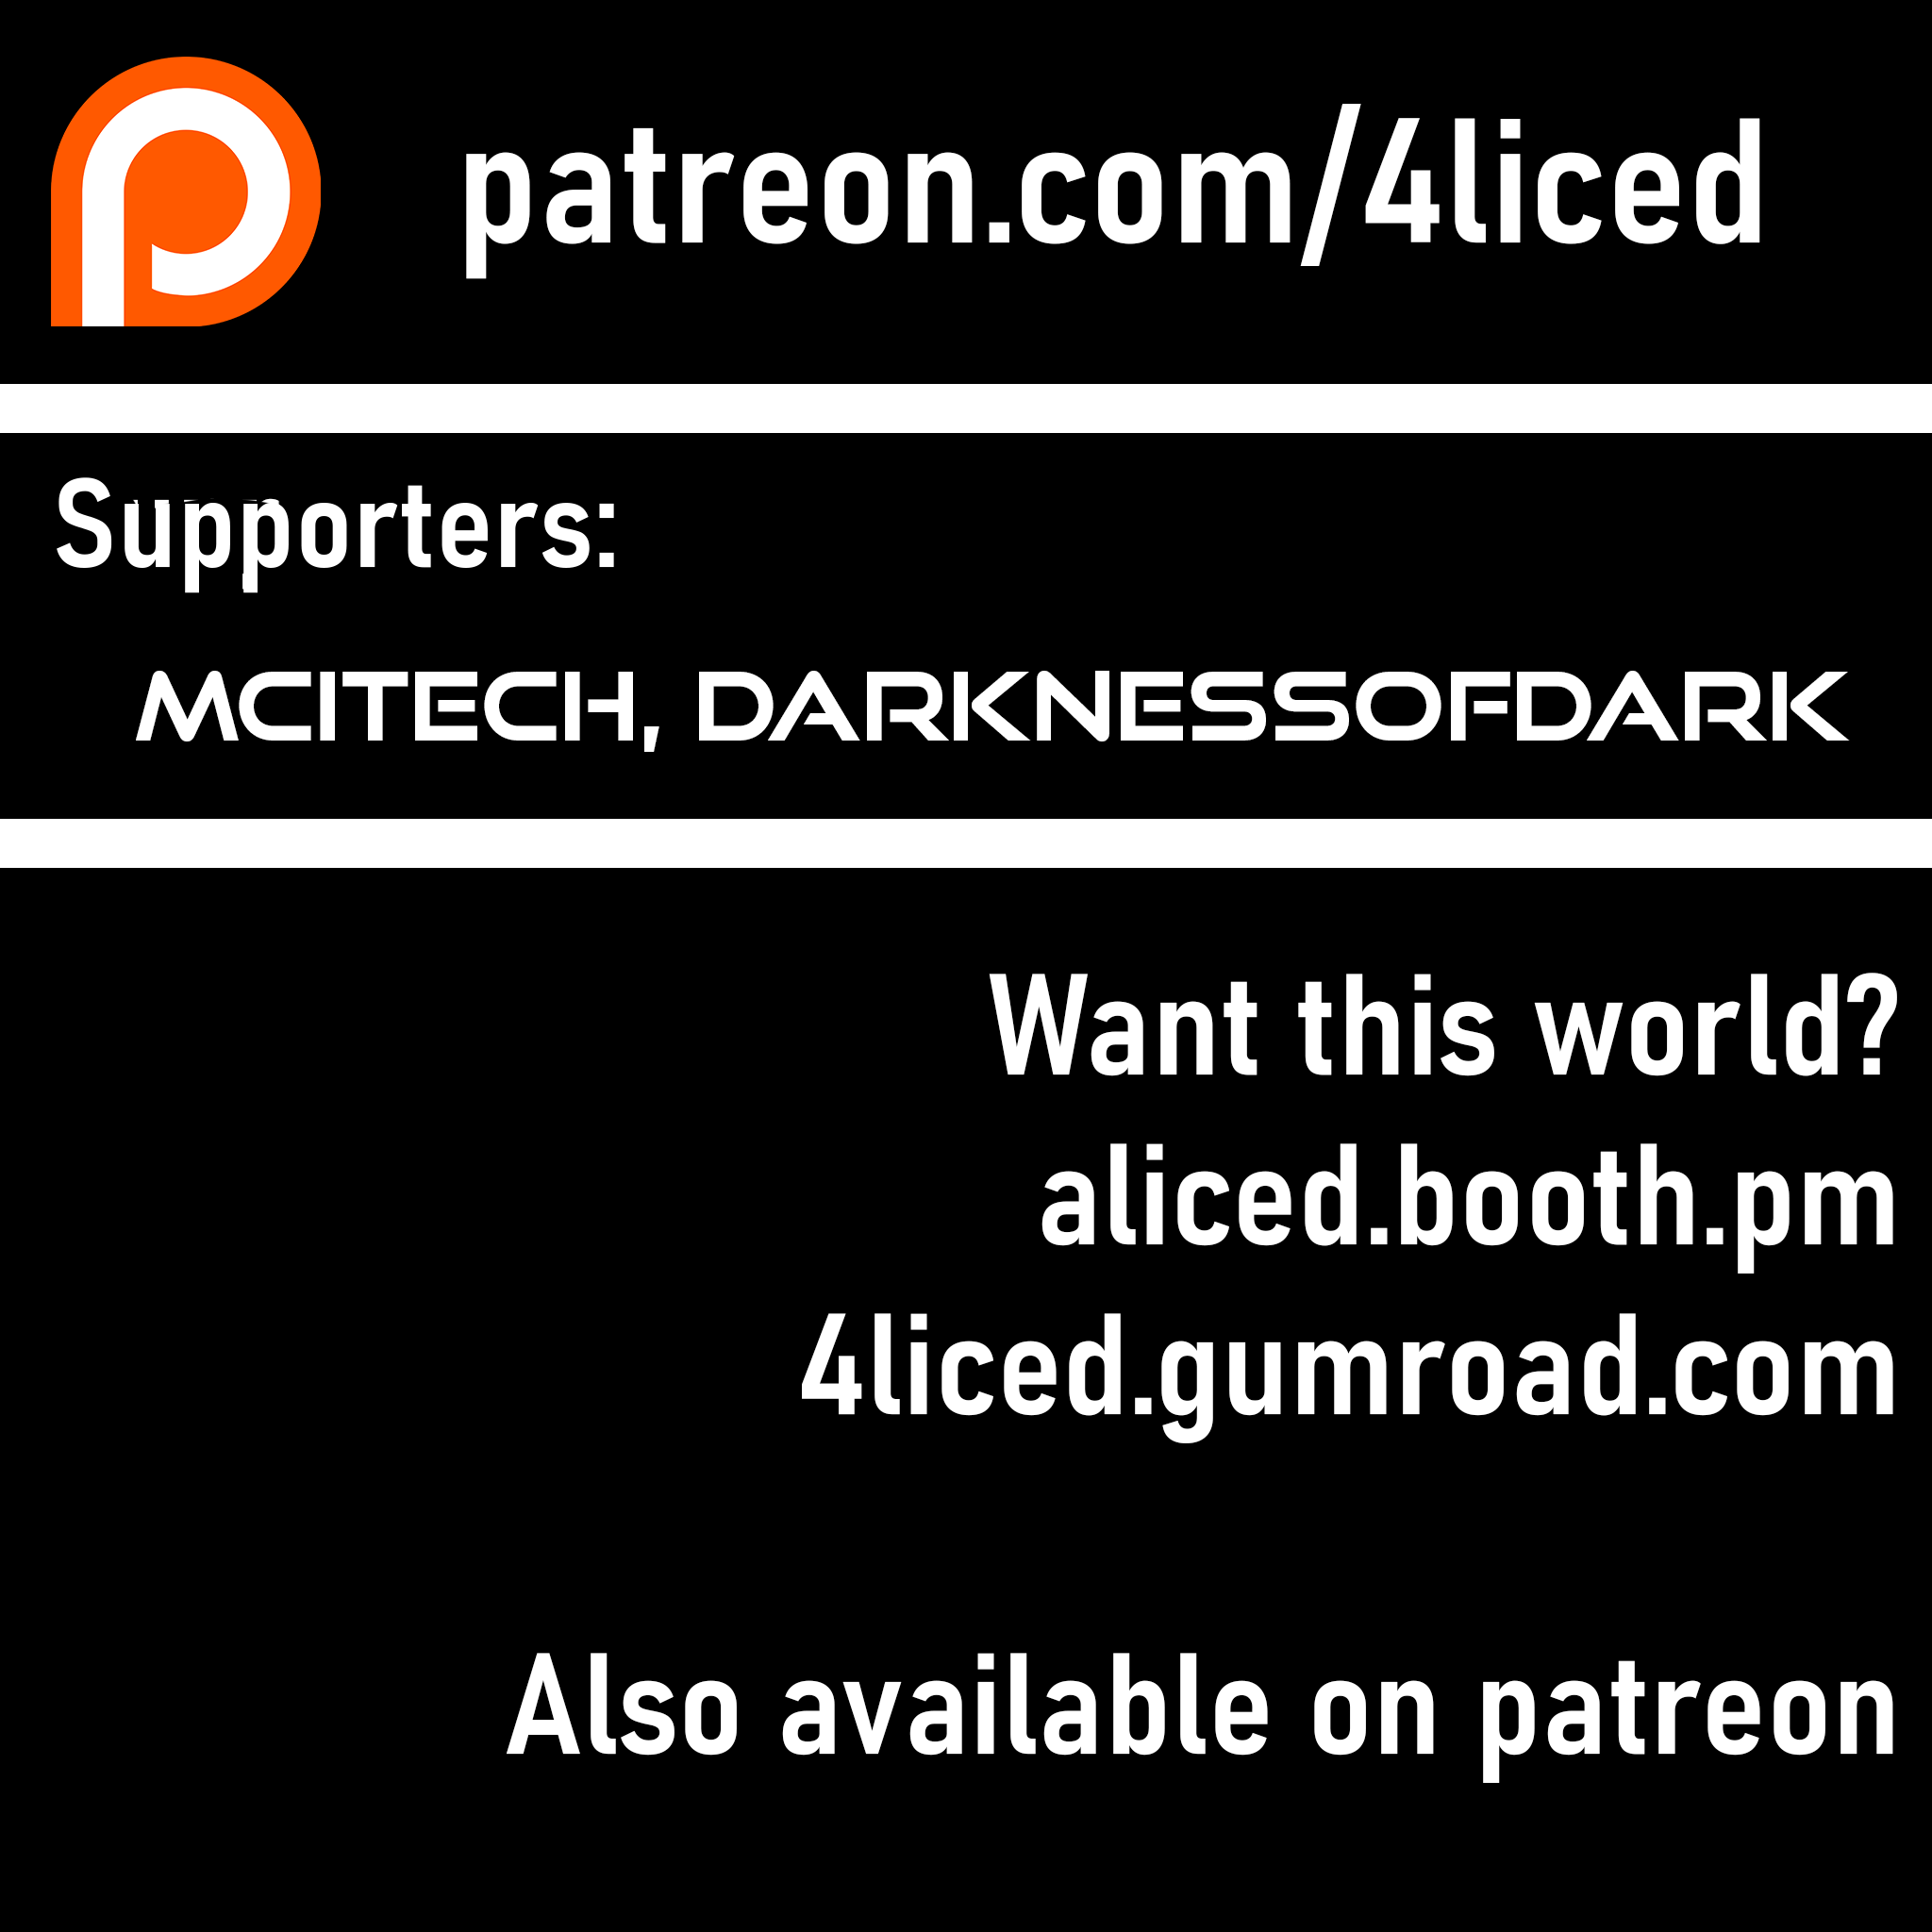 patreon.com/4liced
Supporters:
MCITECH, DARKNESSOFDARK
Want this world?
aliced.booth.pm
4liced.gumroad.com
Also available on patreon